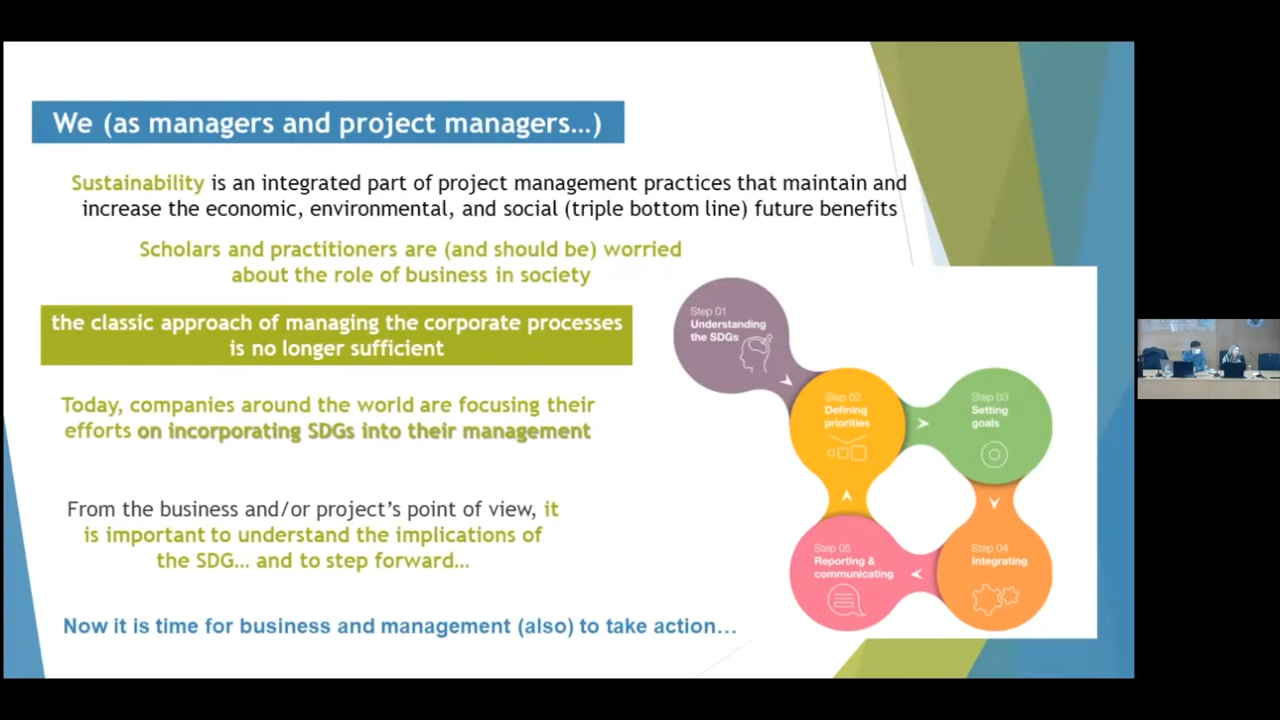 We (as managers and project managers…)
Sustainability is an integrated part of project management practices that maintain and
increase the economic, environmental, and social (triple bottom line) future benefits
Scholars and practitioners are (and should be) worried
about the role of business in society
the classic approach of managing the corporate processes
is no longer sufficient
Today, companies around the world are focusing their
efforts on incorporating SDGs into their management
From the business and/or project's point of view, it
is important to understand the implications of
the SDG… and to step forward…
Now it is time for business and management (also) to take action…
Step 01
Understanding
the SDGs
Step 02
Defining
priorities
Step 03
Setting
goals
Step 04
Integrating
Step 05
Reporting &
communicating